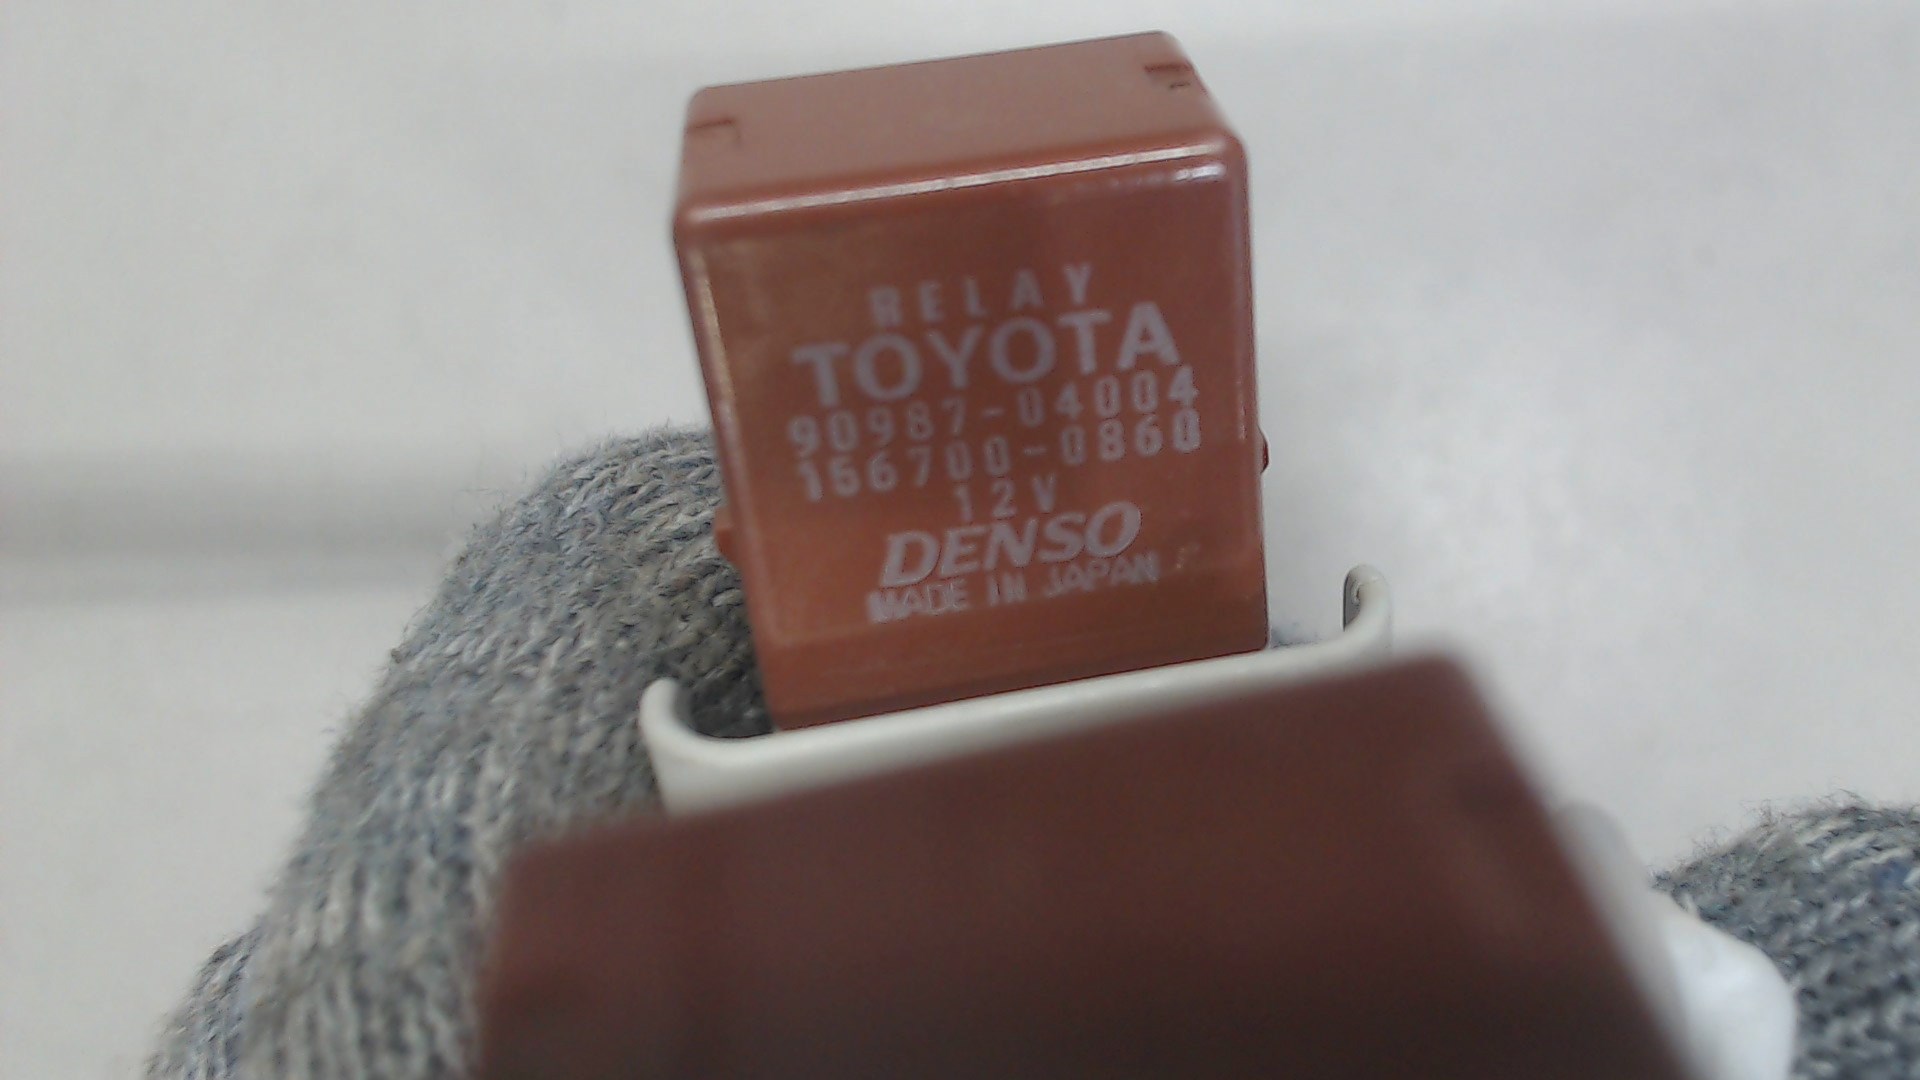 RELAY
TOYOTA
90987-04004
156700-0860
12V
DENSO
MADE IN JAPAN